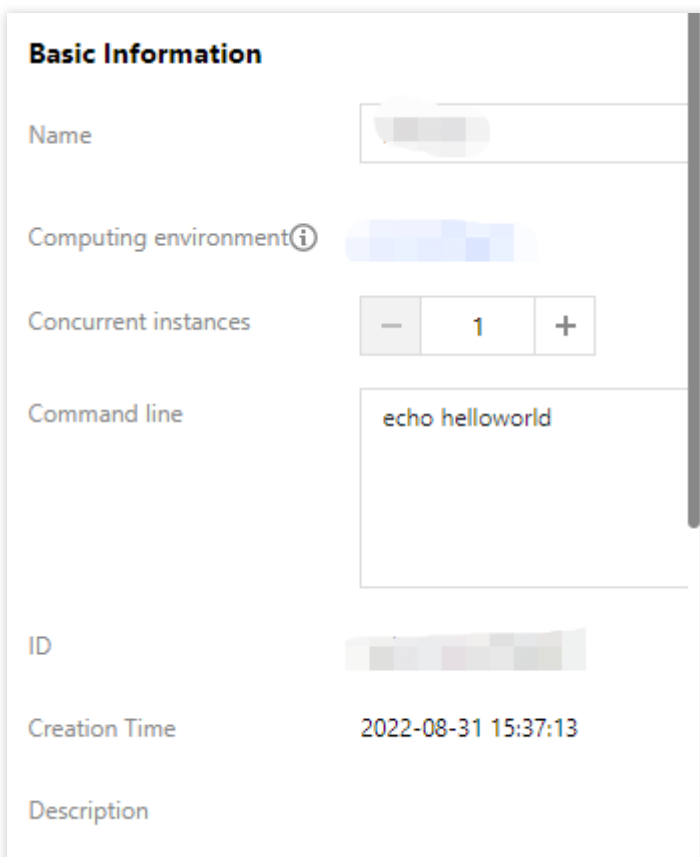 Basic Information
Name
Computing environment
Concurrent instances
1
Command line
echo helloworld
ID
Creation Time
2022-08-31 15:37:13
Description